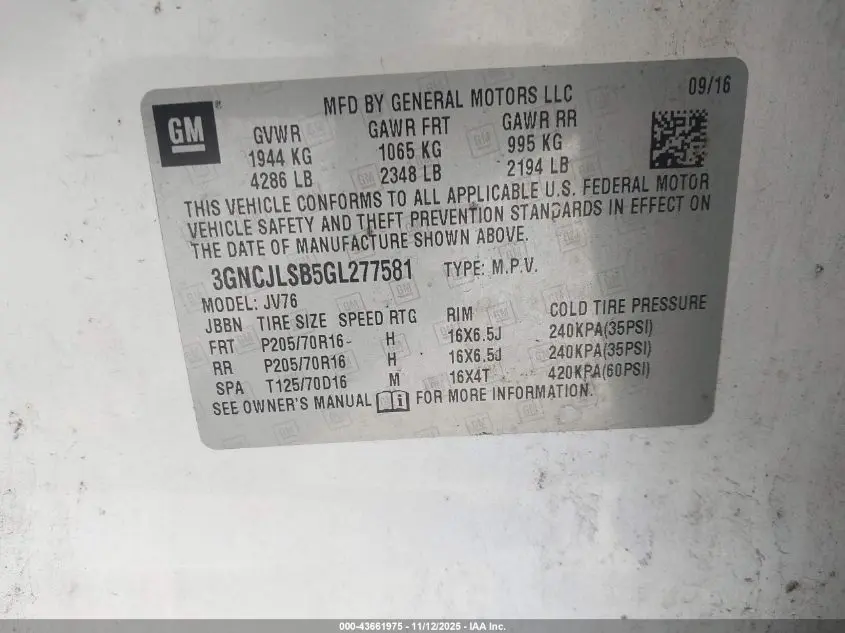 GM ®
MFD BY GENERAL MOTORS LLC 09/16
GVWR GAWR FRT GAWR RR
1944 KG 1065 KG 995 KG
4286 LB 2348 LB 2194 LB
THIS VEHICLE CONFORMS TO ALL APPLICABLE U.S. FEDERAL MOTOR
VEHICLE SAFETY AND THEFT PREVENTION STANDARDS IN EFFECT ON
THE DATE OF MANUFACTURE SHOWN ABOVE.
3GNCJLSB5GL277581 TYPE: M.P.V.
MODEL: JV76
JBBN TIRE SIZE SPEED RTG RIM COLD TIRE PRESSURE
FRT P205/70R16- H 16X6.5J 240KPA(35PSI)
RR P205/70R16 H 16X6.5J 240KPA(35PSI)
SPA T125/70D16 M 16X4T 420KPA(60PSI)
SEE OWNER'S MANUAL FOR MORE INFORMATION.
000-43661975 - 11/12/2025 - IAA Inc.